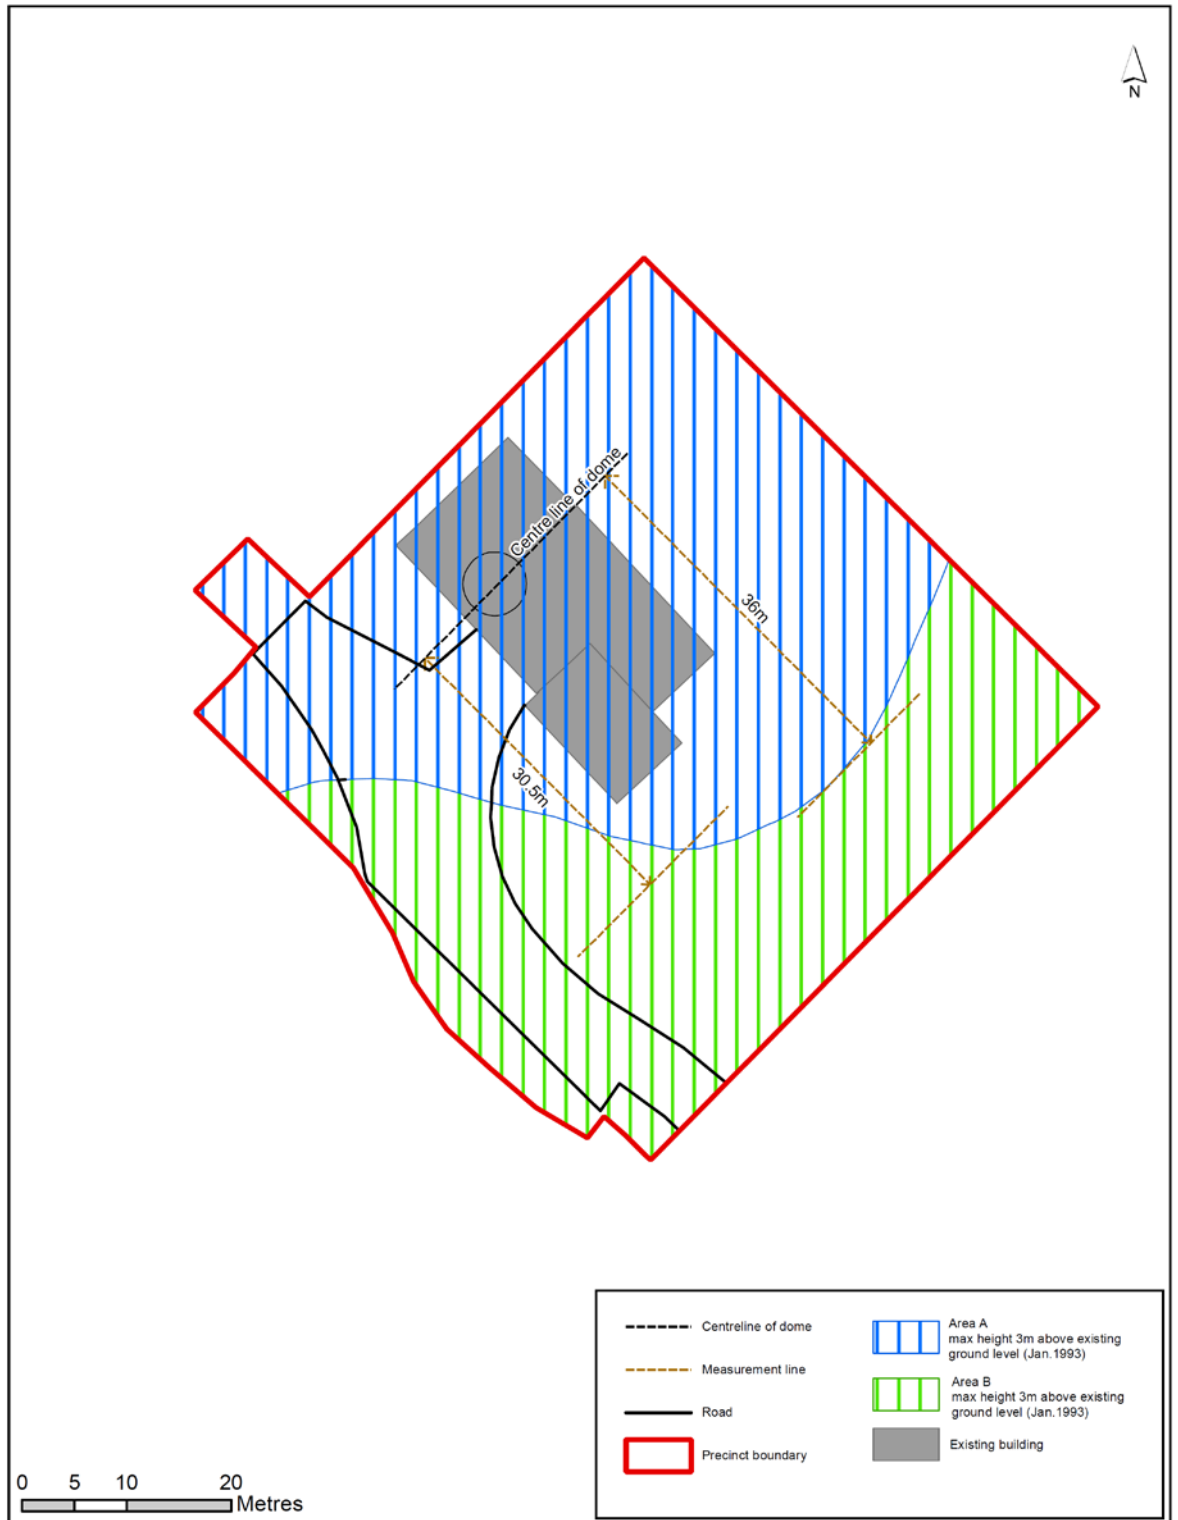 N
Centre line of dome
36m
30.5m
Centreline of dome
Measurement line
Road
Precinct boundary
Area A
max height 3m above existing
ground level (Jan.1993)
Area B
max height 3m above existing
ground level (Jan.1993)
Existing building
0 5 10 20
Metres